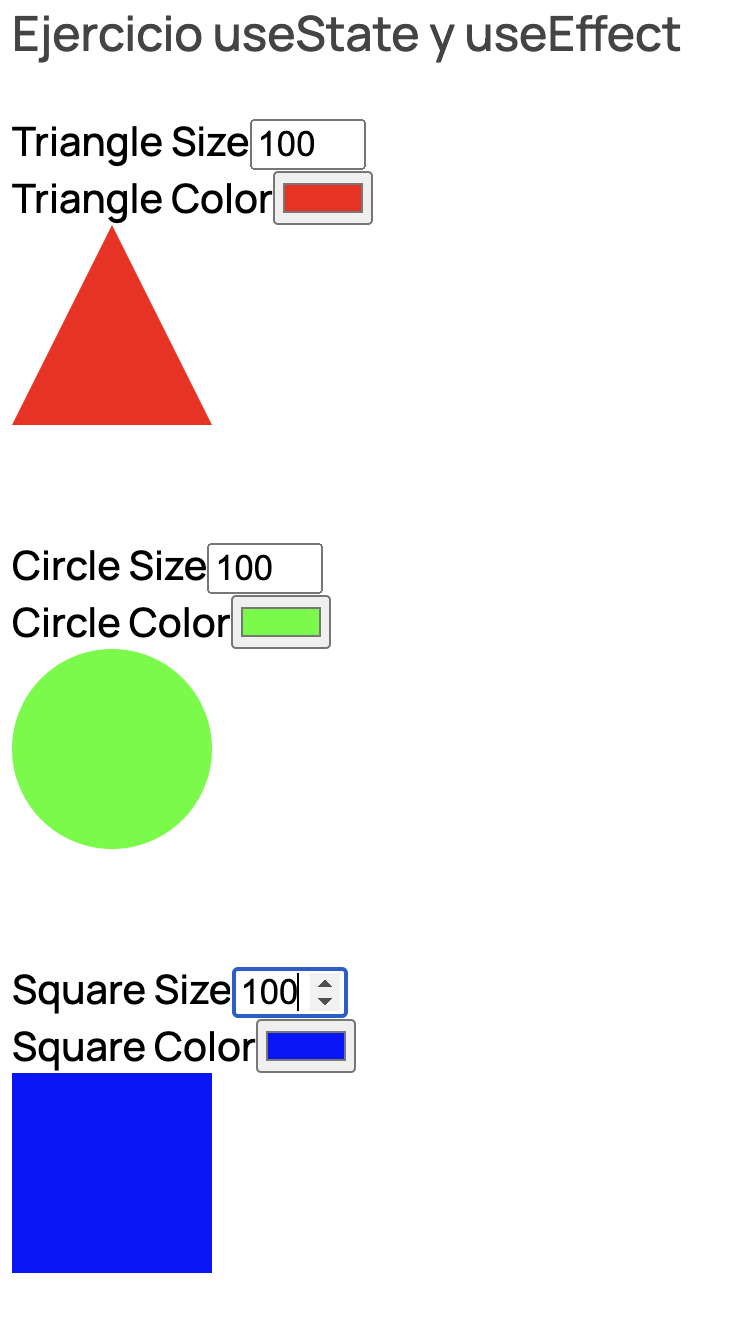 Ejercicio useState y useEffect
Triangle Size 100
Triangle Color
Circle Size 100
Circle Color
Square Size 100
Square Color